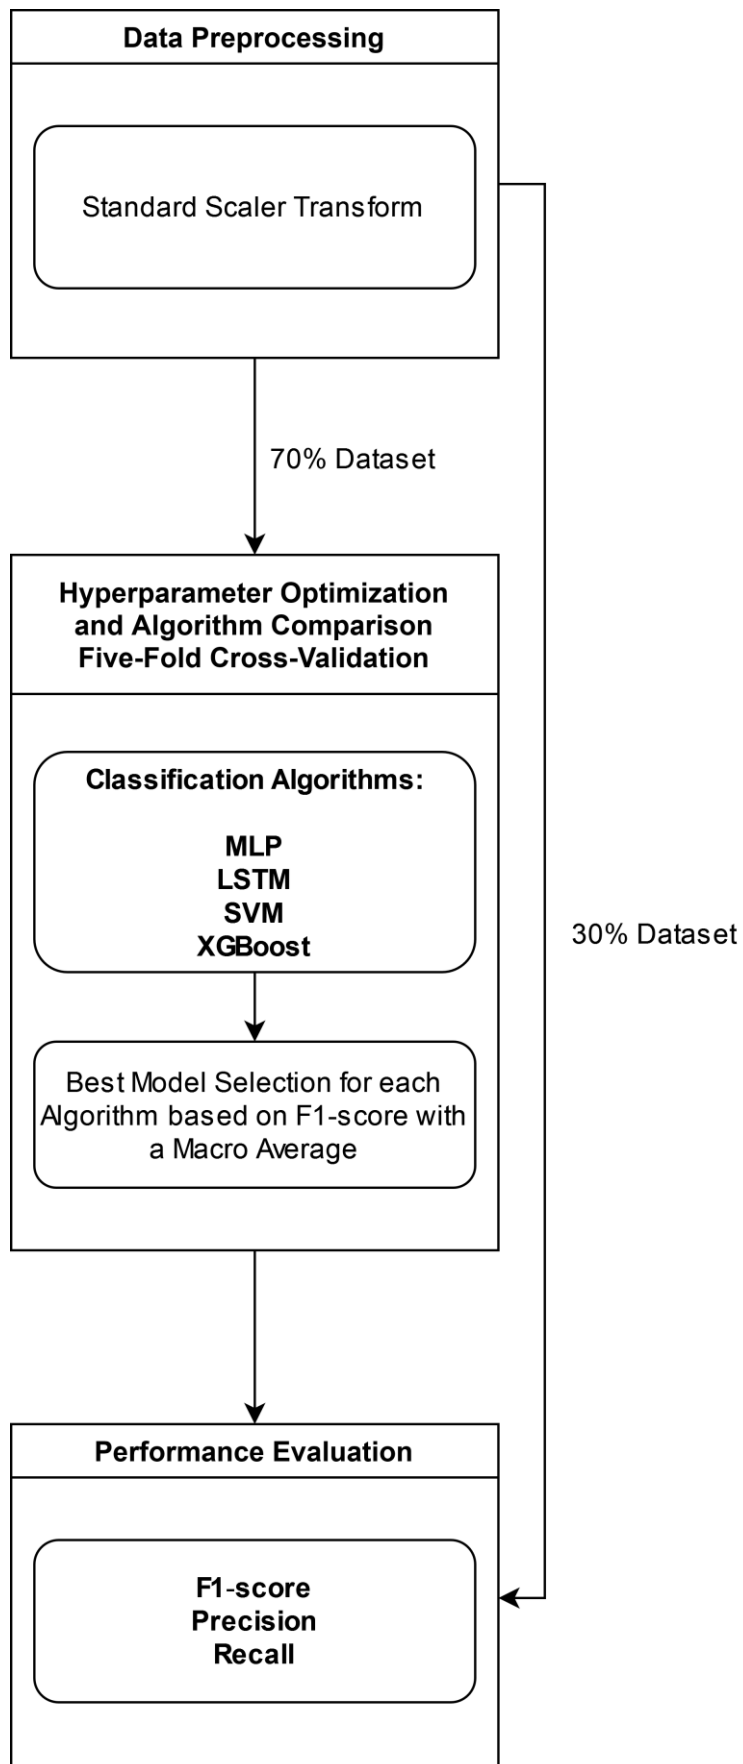 Data Preprocessing
Standard Scaler Transform
70% Dataset
Hyperparameter Optimization
and Algorithm Comparison
Five-Fold Cross-Validation
Classification Algorithms:
MLP
LSTM
SVM
XGBoost
30% Dataset
Best Model Selection for each
Algorithm based on F1-score with
a Macro Average
Performance Evaluation
F1-score
Precision
Recall